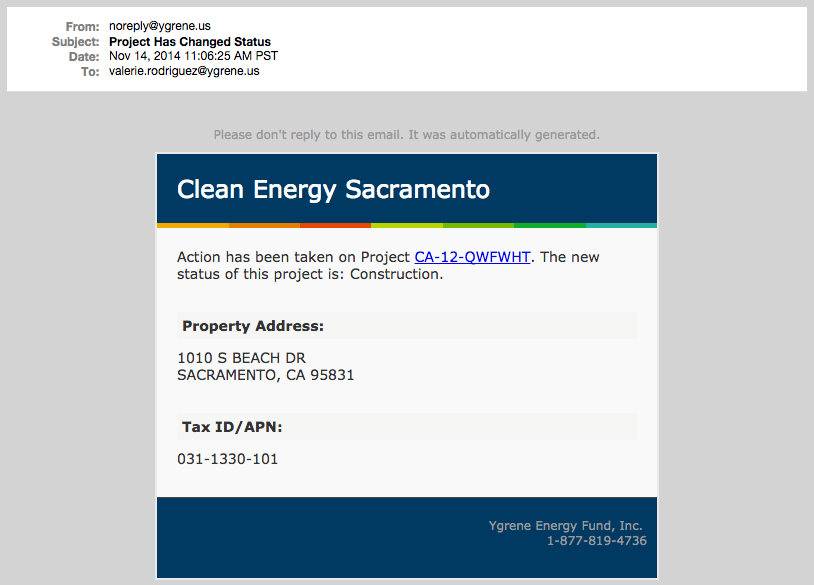 From: noreply@ygrene.us
Subject: Project Has Changed Status
Date: Nov 14, 2014 11:06:25 AM PST
To: valerie.rodriguez@ygrene.us
Please don't reply to this email. It was automatically generated.
Clean Energy Sacramento
Action has been taken on Project CA-12-QWFWHT. The new
status of this project is: Construction.
Property Address:
1010 S BEACH DR
SACRAMENTO, CA 95831
Tax ID/APN:
031-1330-101
Ygrene Energy Fund, Inc.
1-877-819-4736